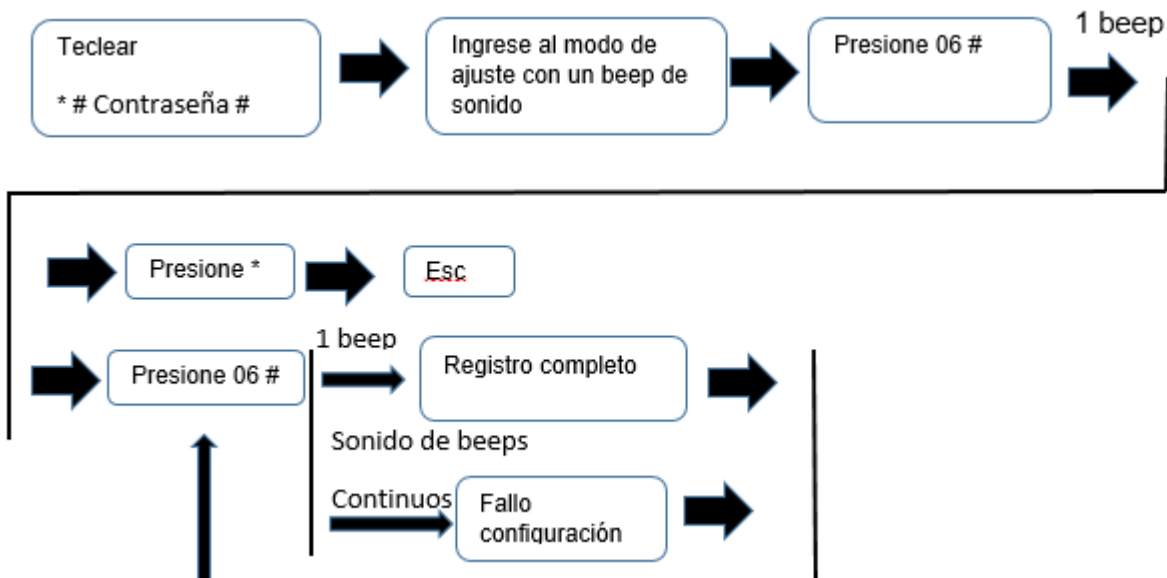 Teclear
* # Contraseña #
Ingrese al modo de
ajuste con un beep de
sonido
Presione 06 #
1 beep
Presione *
Esc
Presione 06 #
1 beep
Registro completo
Sonido de beeps
Continuos
Fallo
configuración